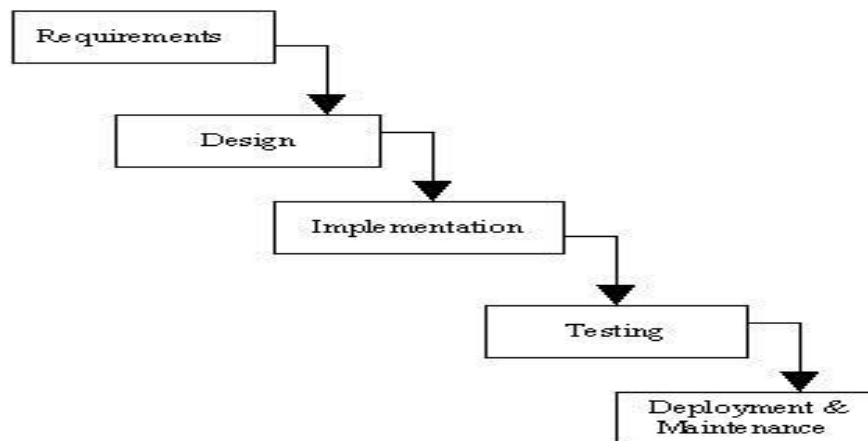 Requirements
Design
Implementation
Testing
Deployment &
Maintenance